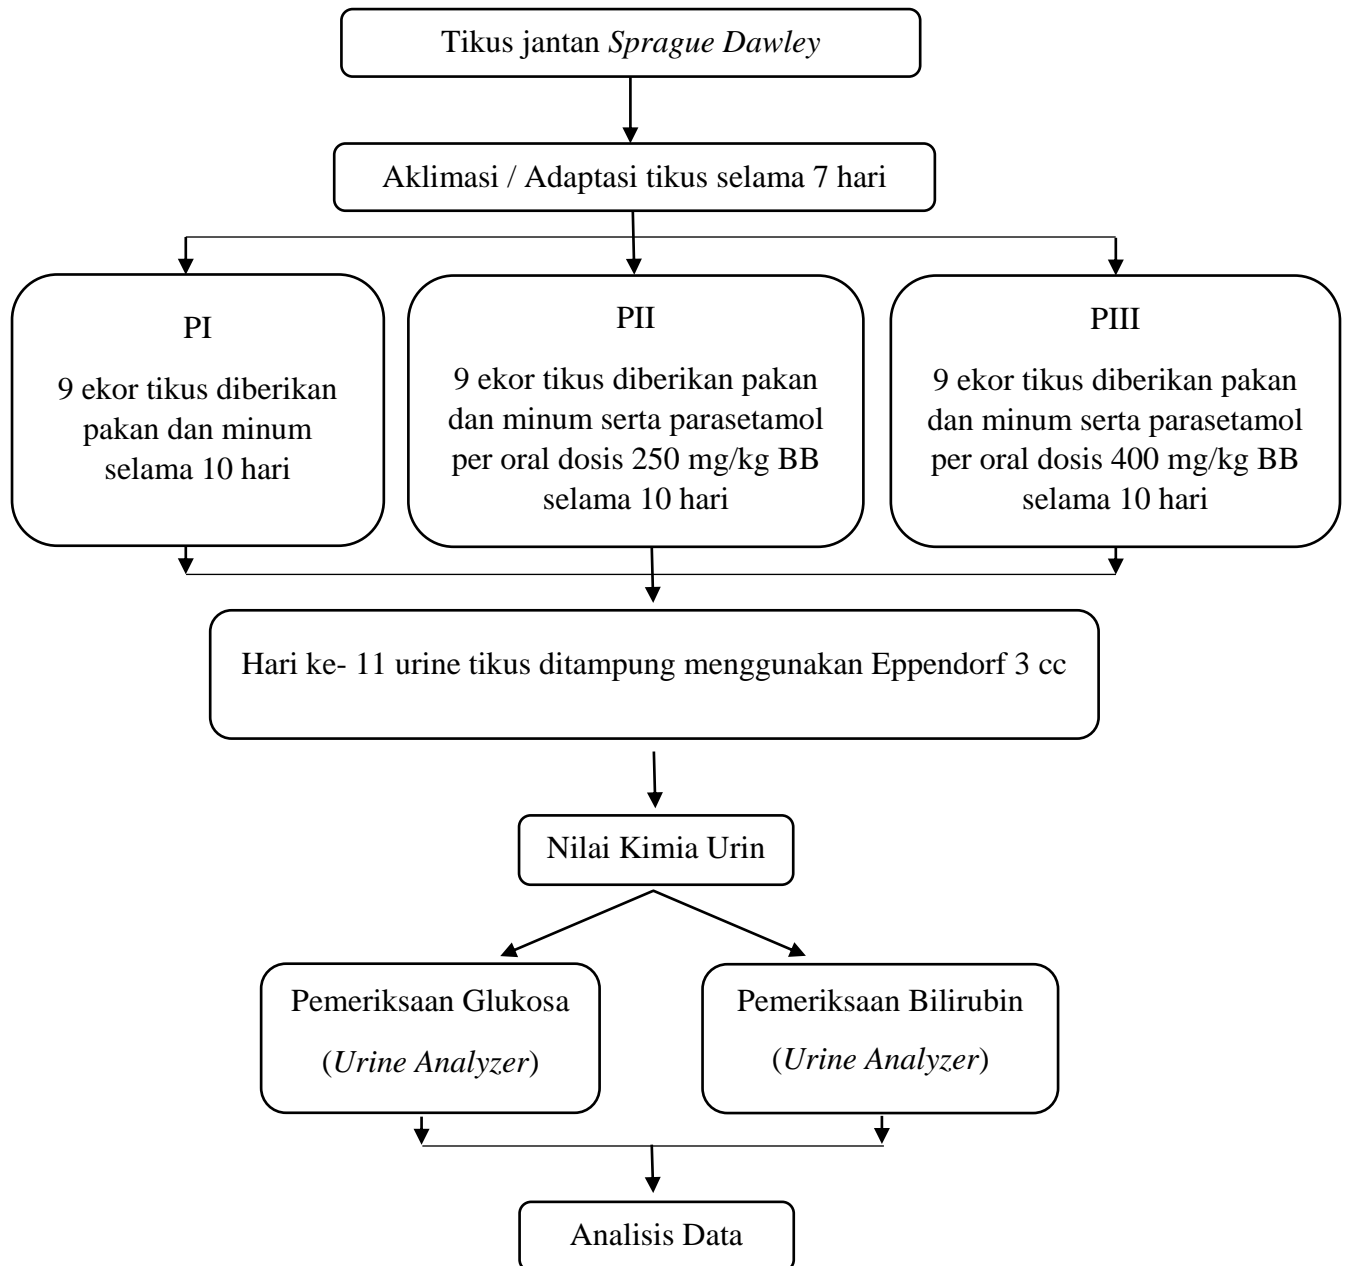 Tikus jantan Sprague Dawley
Aklimasi / Adaptasi tikus selama 7 hari
PI
9 ekor tikus diberikan
pakan dan minum
selama 10 hari
PII
9 ekor tikus diberikan pakan
dan minum serta parasetamol
per oral dosis 250 mg/kg BB
selama 10 hari
PIII
9 ekor tikus diberikan pakan
dan minum serta parasetamol
per oral dosis 400 mg/kg BB
selama 10 hari
Hari ke- 11 urine tikus ditampung menggunakan Eppendorf 3 cc
Nilai Kimia Urin
Pemeriksaan Glukosa
(Urine Analyzer)
Pemeriksaan Bilirubin
(Urine Analyzer)
Analisis Data